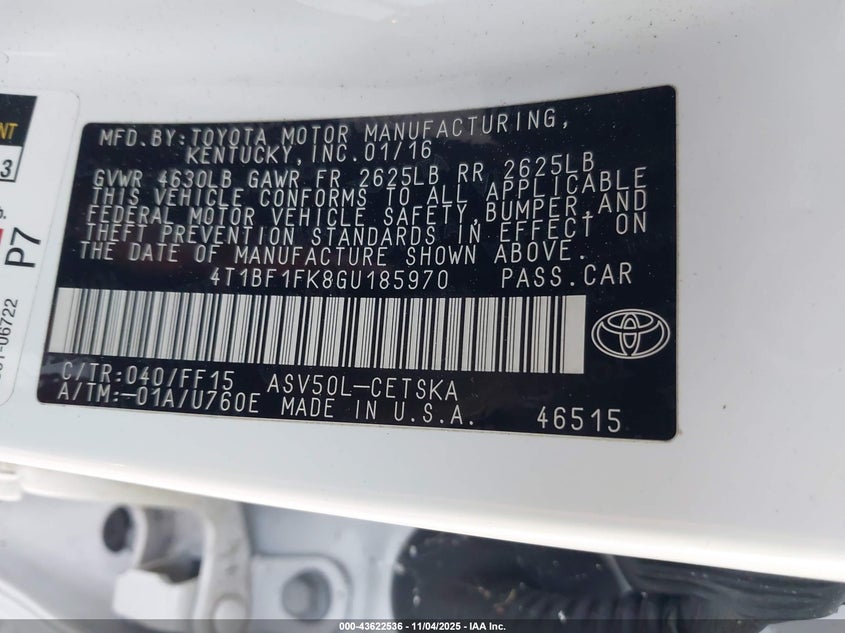 MFD.BY:TOYOTA MOTOR MANUFACTURING,
KENTUCKY,INC.01/16
GVWR 4630LB GAWR FR 2625LB RR 2625LB
THIS VEHICLE CONFORMS TO ALL APPLICABLE
FEDERAL MOTOR VEHICLE SAFETY,BUMPER,AND
THEFT PREVENTION STANDARDS IN EFFECT ON
THE DATE OF MANUFACTURE SHOWN ABOVE.
4T1BF1FK8GU185970 PASS.CAR
C/TR:040/FF15 ASV50L-CETSKA
A/TM:-01A/U760E MADE IN U.S.A. 46515
3
P7
06722
000-43622536 - 11/04/2025 - IAA Inc.